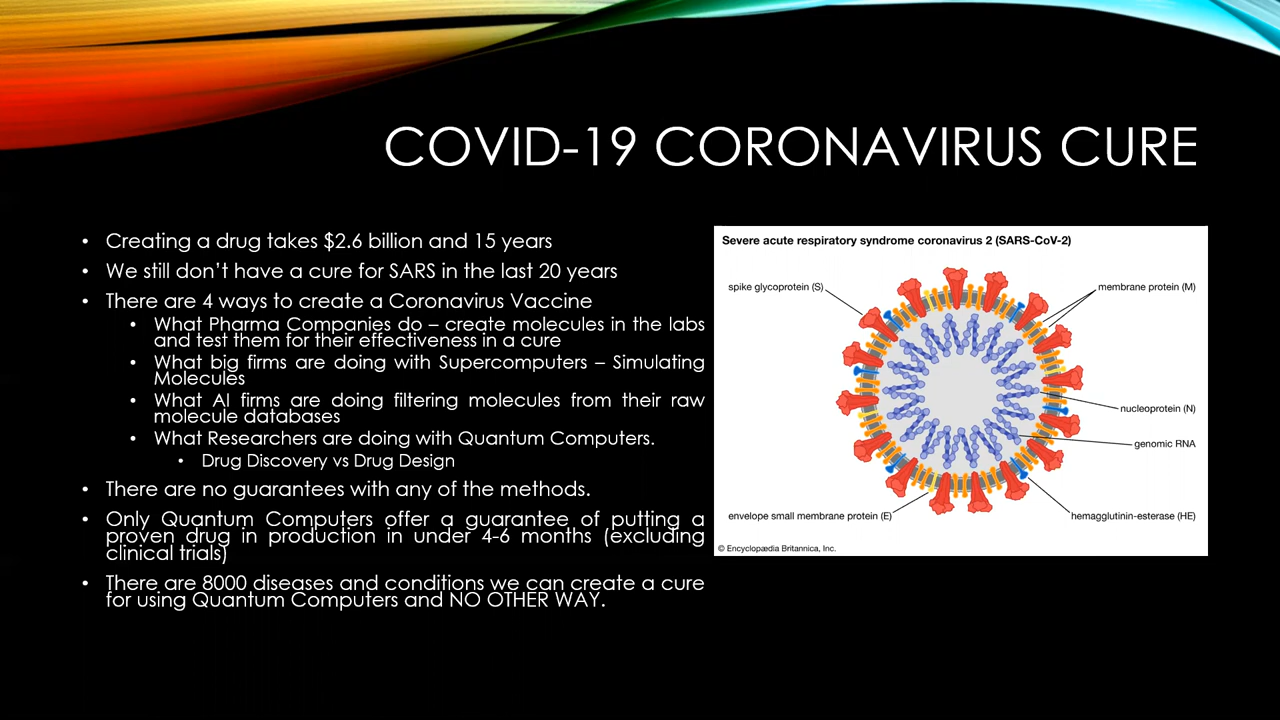 COVID-19 CORONAVIRUS CURE
• Creating a drug takes $2.6 billion and 15 years
• We still don't have a cure for SARS in the last 20 years
• There are 4 ways to create a Coronavirus Vaccine
• What Pharma Companies do – create molecules in the labs
and test them for their effectiveness in a cure
• What big firms are doing with Supercomputers – Simulating
Molecules
• What AI firms are doing filtering molecules from their raw
molecule databases
• What Researchers are doing with Quantum Computers.
• Drug Discovery vs Drug Design
• There are no guarantees with any of the methods.
• Only Quantum Computers offer a guarantee of putting a
proven drug in production in under 4-6 months (excluding
clinical trials)
• There are 8000 diseases and conditions we can create a cure
for using Quantum Computers and NO OTHER WAY.
Severe acute respiratory syndrome coronavirus 2 (SARS-CoV-2)
spike glycoprotein (S)
membrane protein (M)
nucleoprotein (N)
genomic RNA
envelope small membrane protein (E)
hemagglutinin-esterase (HE)
© Encyclopædia Britannica, Inc.